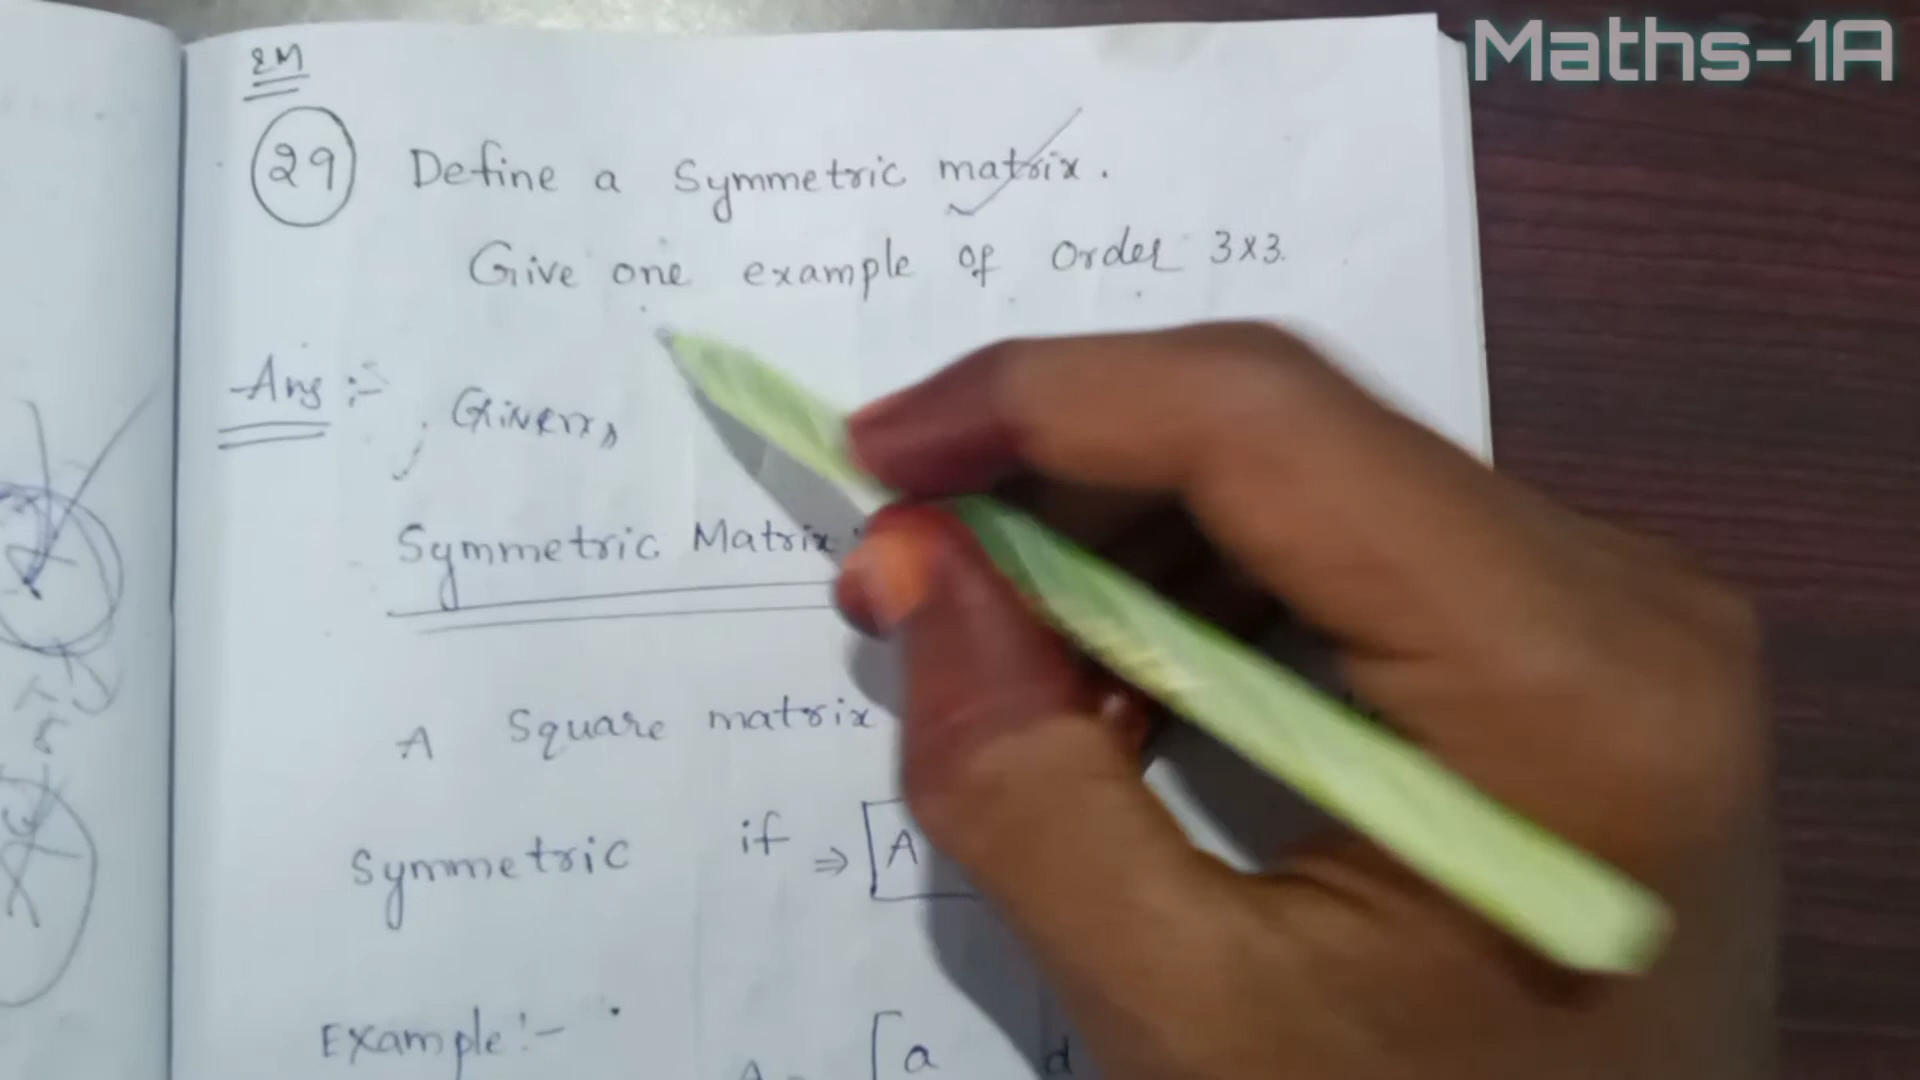 Maths-1A
2M
29 Define a Symmetric matrix.
Give one example of Order 3x3.
Ans :- Given,
Symmetric Matrix
A Square matrix
Symmetric if ⇒ A
Example :-
A = [ a d